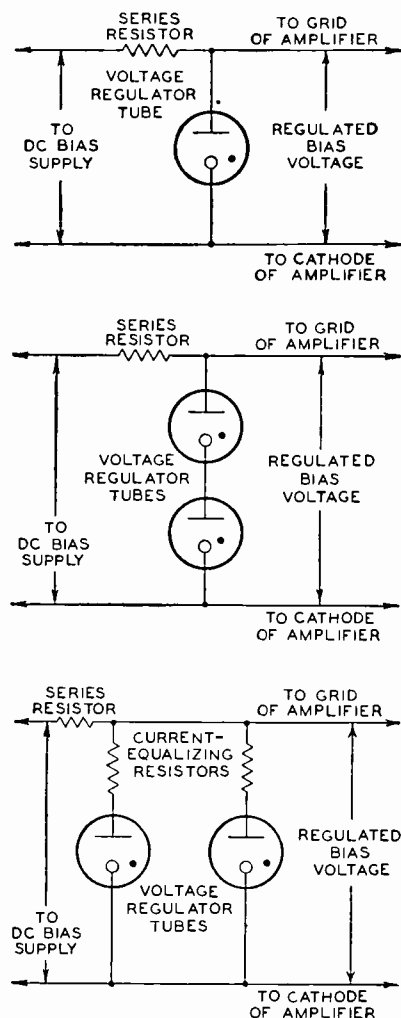 SERIES
RESISTOR
TO GRID
OF AMPLIFIER
VOLTAGE
REGULATOR
TUBE
TO
DC BIAS
SUPPLY
REGULATED
BIAS
VOLTAGE
TO CATHODE
OF AMPLIFIER
SERIES
RESISTOR
TO GRID
OF AMPLIFIER
VOLTAGE
REGULATOR
TUBES
REGULATED
BIAS
VOLTAGE
TO
DC BIAS
SUPPLY
TO CATHODE
OF AMPLIFIER
SERIES
RESISTOR
TO GRID
OF AMPLIFIER
CURRENT-
EQUALIZING
RESISTORS
REGULATED
BIAS
VOLTAGE
TO
DC BIAS
SUPPLY
VOLTAGE
REGULATOR
TUBES
TO CATHODE
OF AMPLIFIER